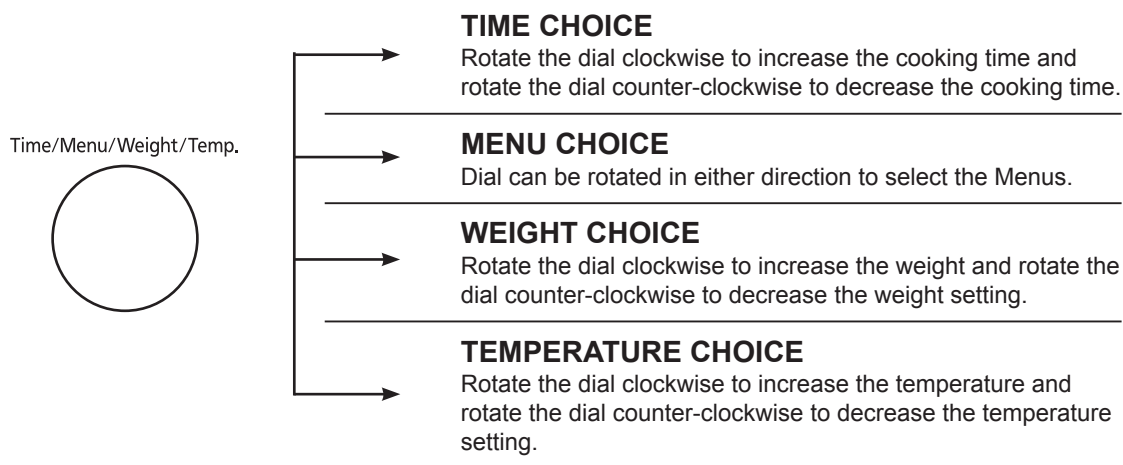 TIME CHOICE
Rotate the dial clockwise to increase the cooking time and
rotate the dial counter-clockwise to decrease the cooking time.
Time/Menu/Weight/Temp.
MENU CHOICE
Dial can be rotated in either direction to select the Menus.
WEIGHT CHOICE
Rotate the dial clockwise to increase the weight and rotate the
dial counter-clockwise to decrease the weight setting.
TEMPERATURE CHOICE
Rotate the dial clockwise to increase the temperature and
rotate the dial counter-clockwise to decrease the temperature
setting.